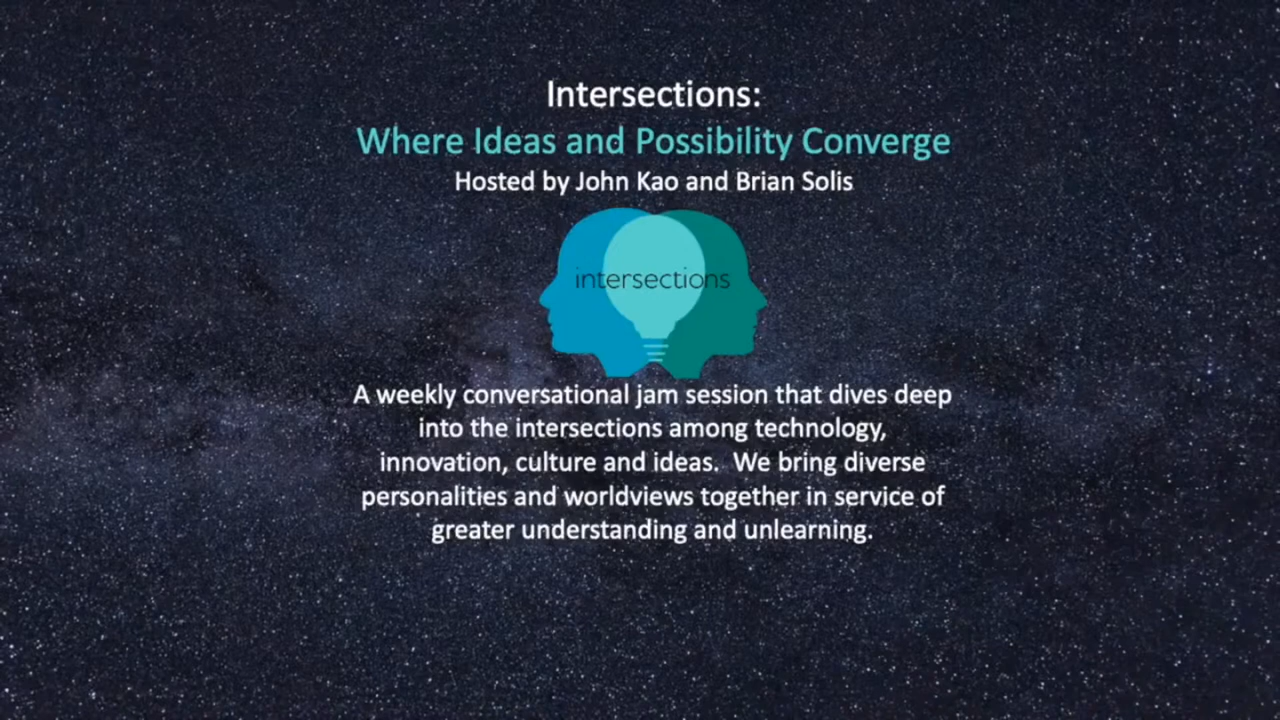 Intersections:
Where Ideas and Possibility Converge
Hosted by John Kao and Brian Solis
intersections
A weekly conversational jam session that dives deep
into the intersections among technology,
innovation, culture and ideas.  We bring diverse
personalities and worldviews together in service of
greater understanding and unlearning.